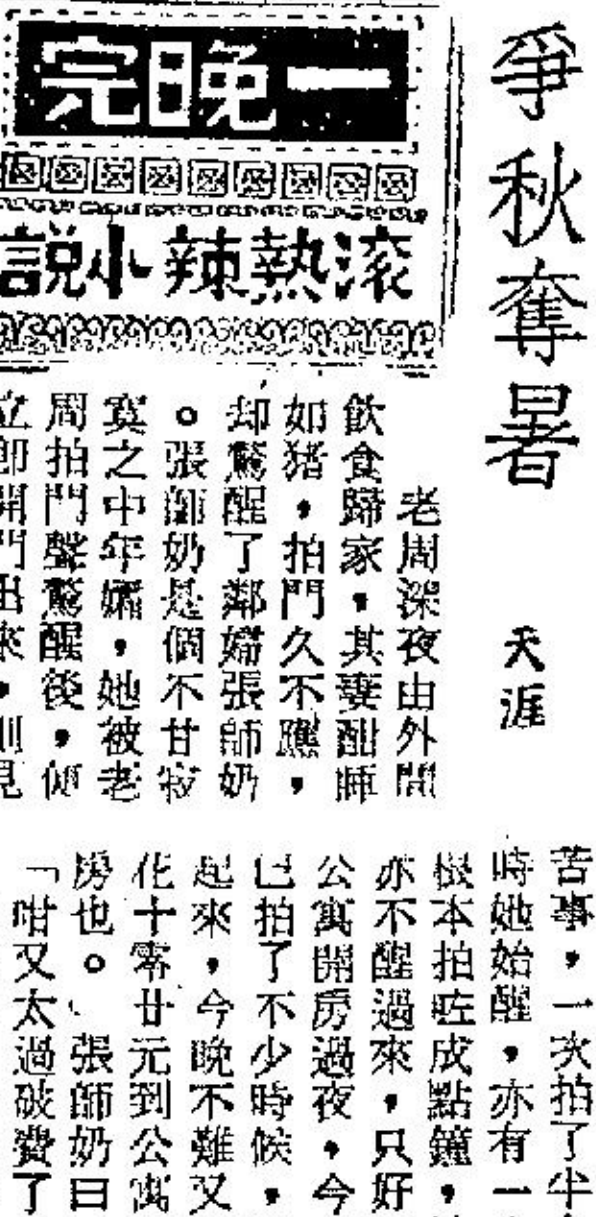 爭秋奪暑
天涯
一晚完
滾熱辣小説
老周深夜由外間
飲食歸家，其妻酣睡
如猪，拍門久不應，
却驚醒了鄰婦張師奶
。張師奶是個不甘寂
寞之中年孀，她被老
周拍門聲驚醒後，
立即開門出來，見
苦事，一次拍了半
時她始醒，亦有一
根本拍咗成點鐘，
亦不醒過來，只好
公寓開房過夜，今
已拍了不少時候，
起來，今晚不難又
花十零廿元到公寓
房也。張師奶曰
「咁又太過破費了